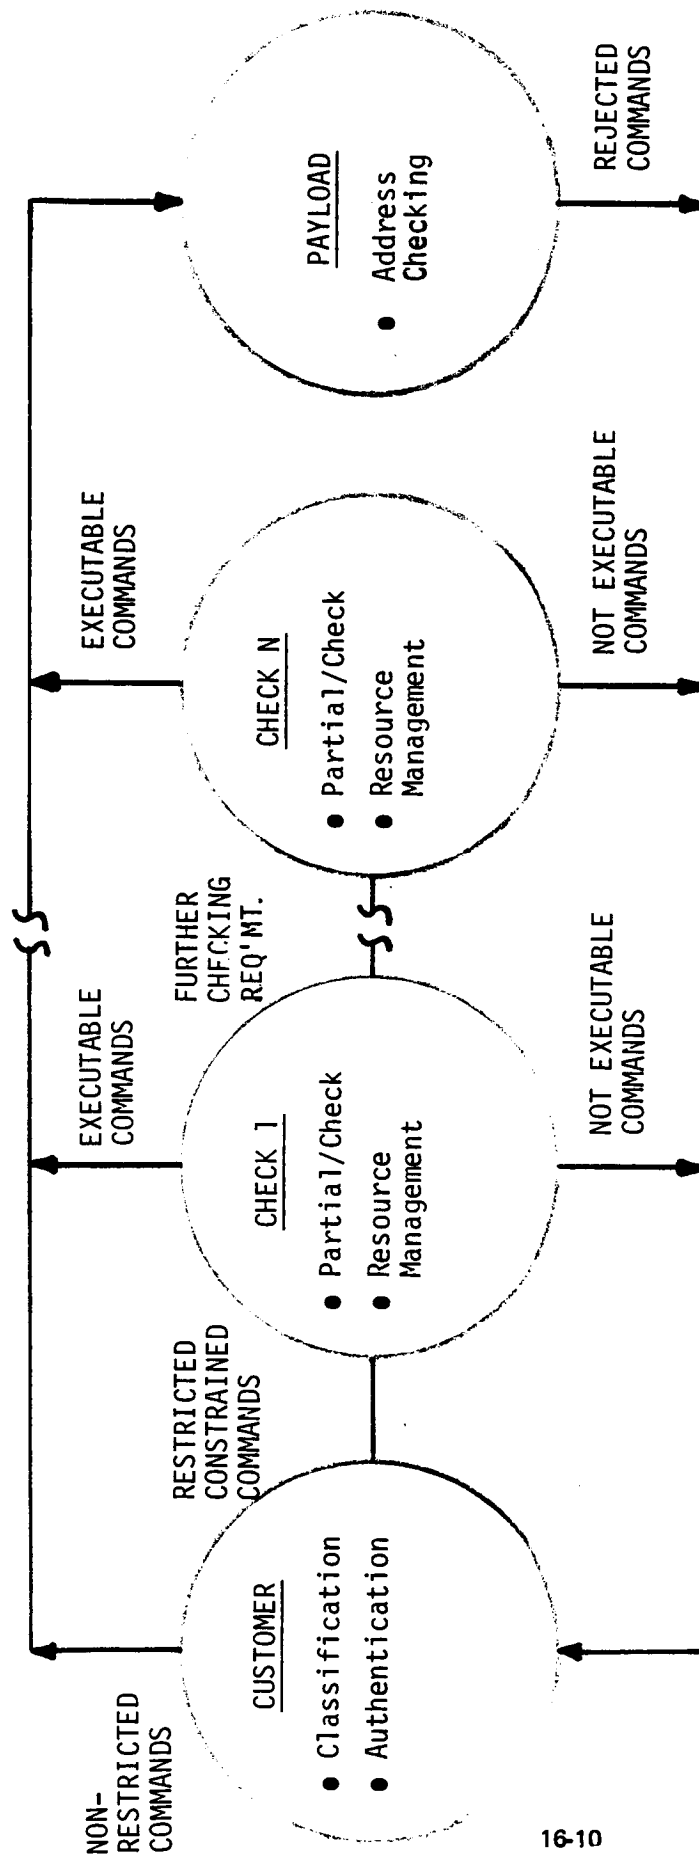 NON-
RESTRICTED
COMMANDS
CUSTOMER
● Classification
● Authentication
RESTRICTED
CONSTRAINED
COMMANDS
EXECUTABLE
COMMANDS
CHECK 1
● Partial/Check
● Resource
Management
NOT EXECUTABLE
COMMANDS
FURTHER
CHECKING
REQ'MT.
EXECUTABLE
COMMANDS
CHECK N
● Partial/Check
● Resource
Management
NOT EXECUTABLE
COMMANDS
PAYLOAD
● Address
Checking
REJECTED
COMMANDS
16-10